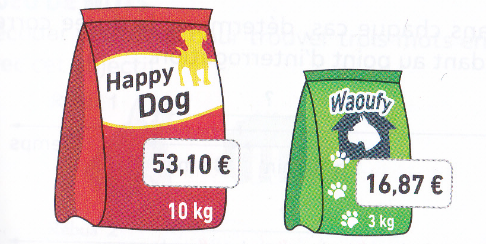 Happy
Dog
53,10 €
10 kg
Waoufy
16,87 €
3 kg